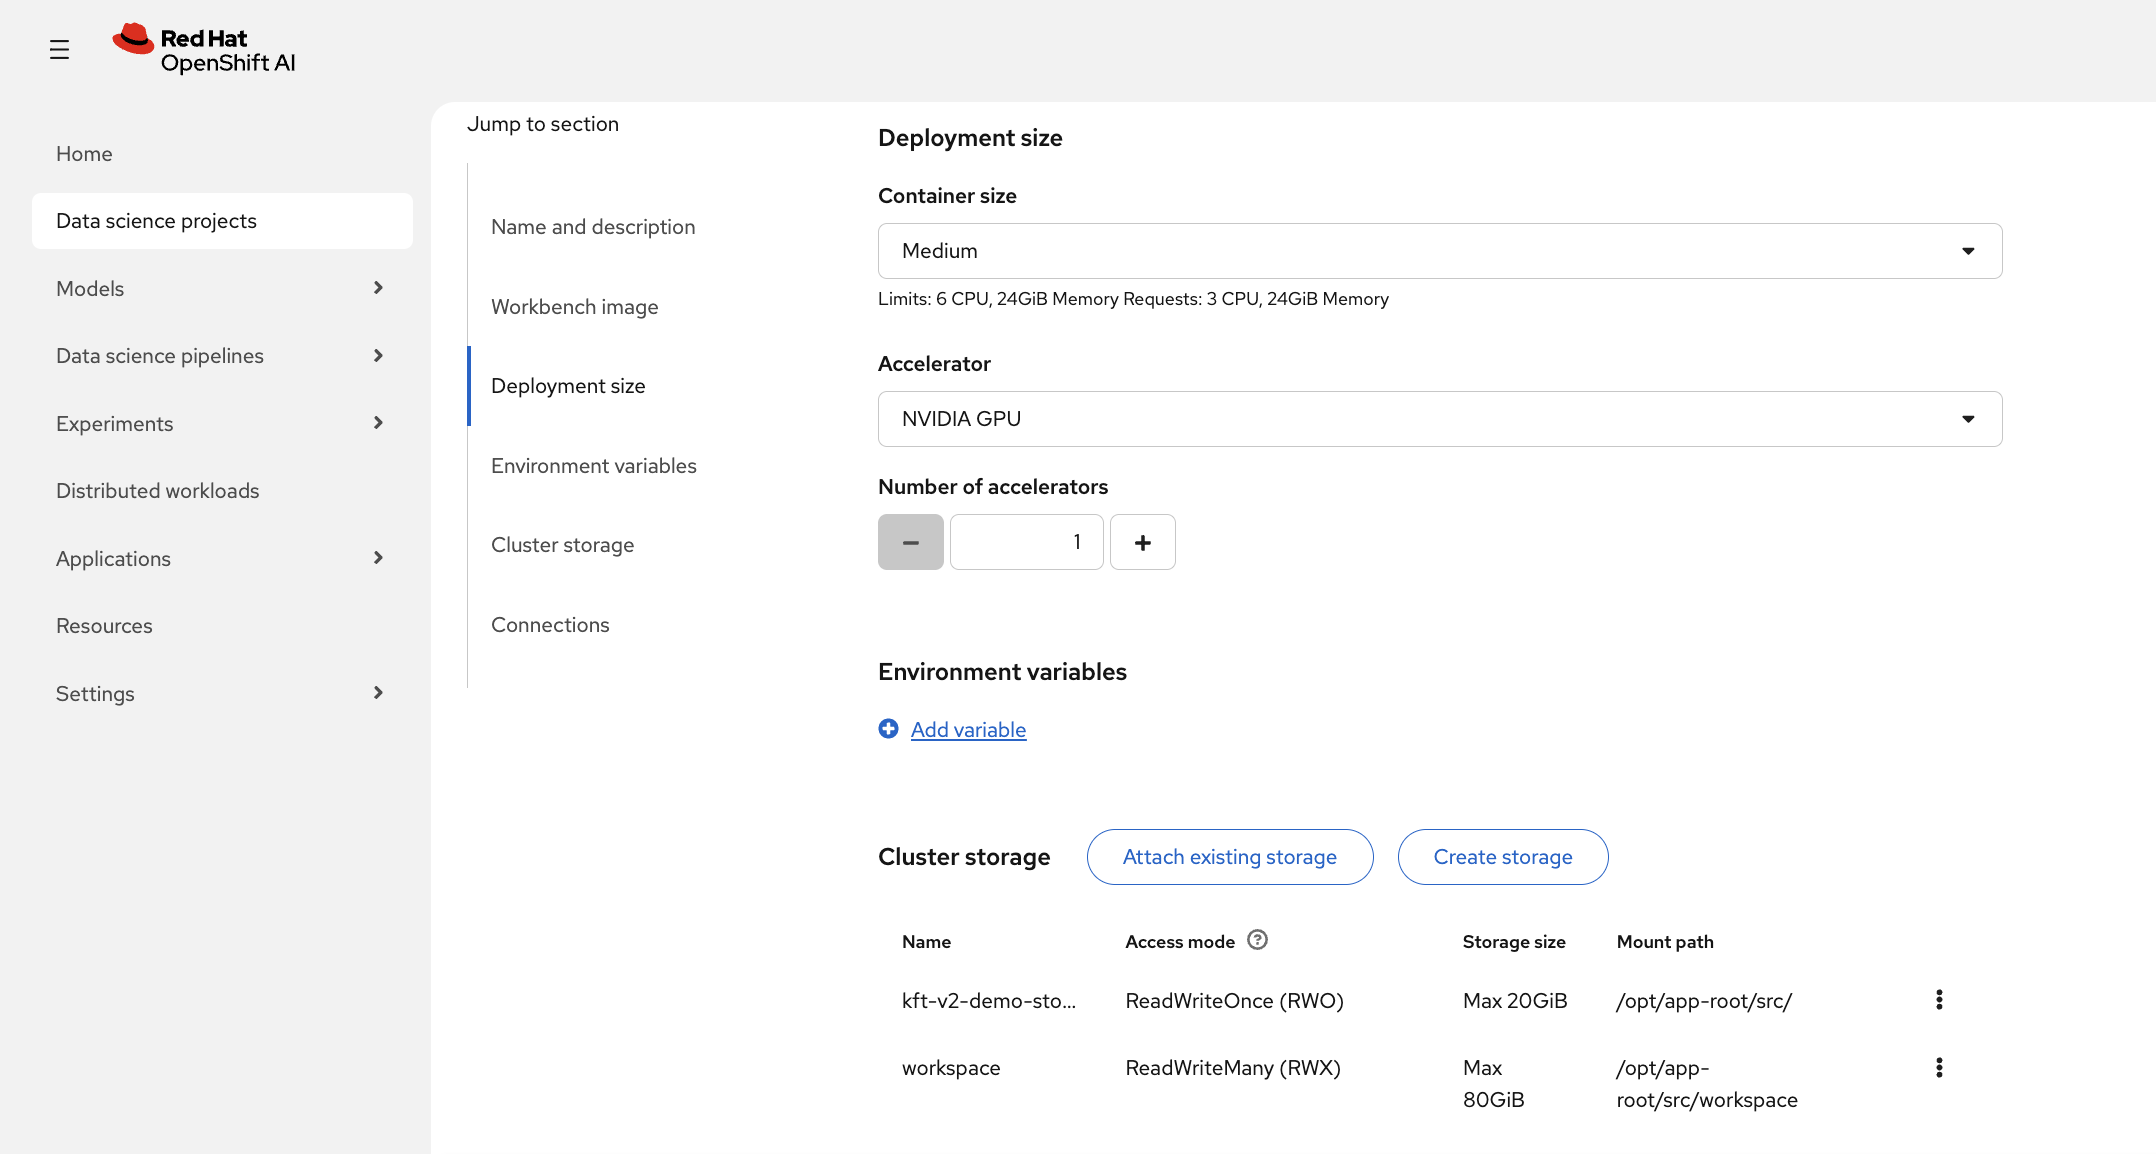 Red Hat
OpenShift AI
Home
Data science projects
Models
Data science pipelines
Experiments
Distributed workloads
Applications
Resources
Settings
Jump to section
Name and description
Workbench image
Deployment size
Environment variables
Cluster storage
Connections
Deployment size
Container size
Medium
Limits: 6 CPU, 24GiB Memory Requests: 3 CPU, 24GiB Memory
Accelerator
NVIDIA GPU
Number of accelerators
1
Environment variables
Add variable
Cluster storage
Attach existing storage
Create storage
Name Access mode Storage size Mount path
kft-v2-demo-sto... ReadWriteOnce (RWO) Max 20GiB /opt/app-root/src/
workspace ReadWriteMany (RWX) Max /opt/app-
80GiB root/src/workspace